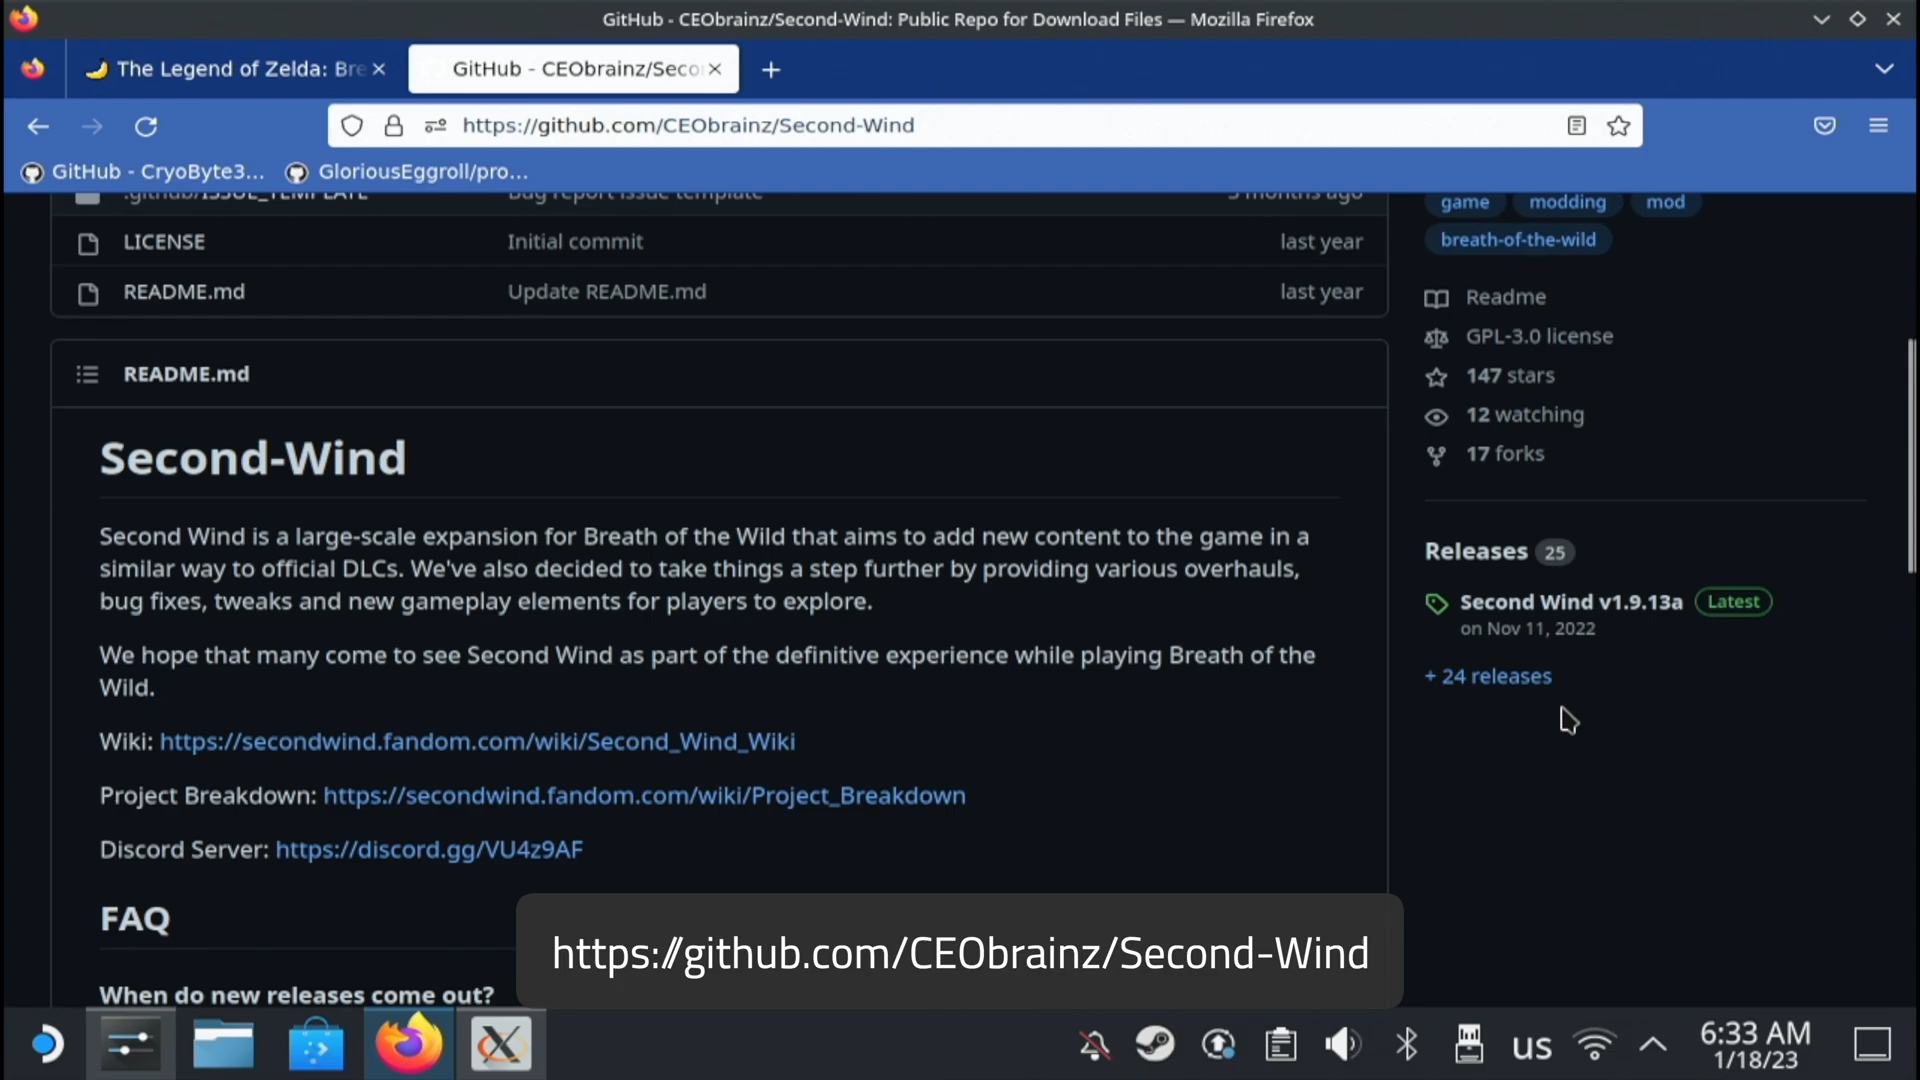 GitHub - CEObrainz/Second-Wind: Public Repo for Download Files — Mozilla Firefox
The Legend of Zelda: Bre
GitHub - CEObrainz/Seco
https://github.com/CEObrainz/Second-Wind
GitHub - CryoByte3...
GloriousEggroll/pro...
.github/ISSUE_TEMPLATE
Bug report issue template
3 months ago
LICENSE
Initial commit
last year
README.md
Update README.md
last year
README.md
Second-Wind
Second Wind is a large-scale expansion for Breath of the Wild that aims to add new content to the game in a
similar way to official DLCs. We've also decided to take things a step further by providing various overhauls,
bug fixes, tweaks and new gameplay elements for players to explore.
We hope that many come to see Second Wind as part of the definitive experience while playing Breath of the
Wild.
Wiki: https://secondwind.fandom.com/wiki/Second_Wind_Wiki
Project Breakdown: https://secondwind.fandom.com/wiki/Project_Breakdown
Discord Server: https://discord.gg/VU4z9AF
FAQ
When do new releases come out?
game
modding
mod
breath-of-the-wild
Readme
GPL-3.0 license
147 stars
12 watching
17 forks
Releases 25
Second Wind v1.9.13a
Latest
on Nov 11, 2022
+ 24 releases
https://github.com/CEObrainz/Second-Wind
us
6:33 AM
1/18/23